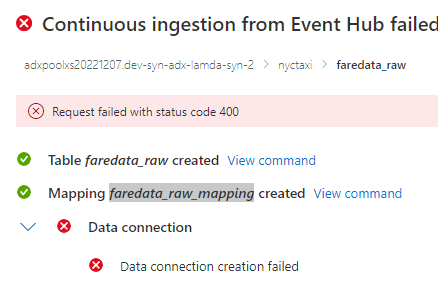 Continuous ingestion from Event Hub failed
adxpoolxs20221207.dev-syn-adx-lamda-syn-2 > nyctaxi > faredata_raw
Request failed with status code 400
Table faredata_raw created View command
Mapping faredata_raw_mapping created View command
Data connection
Data connection creation failed